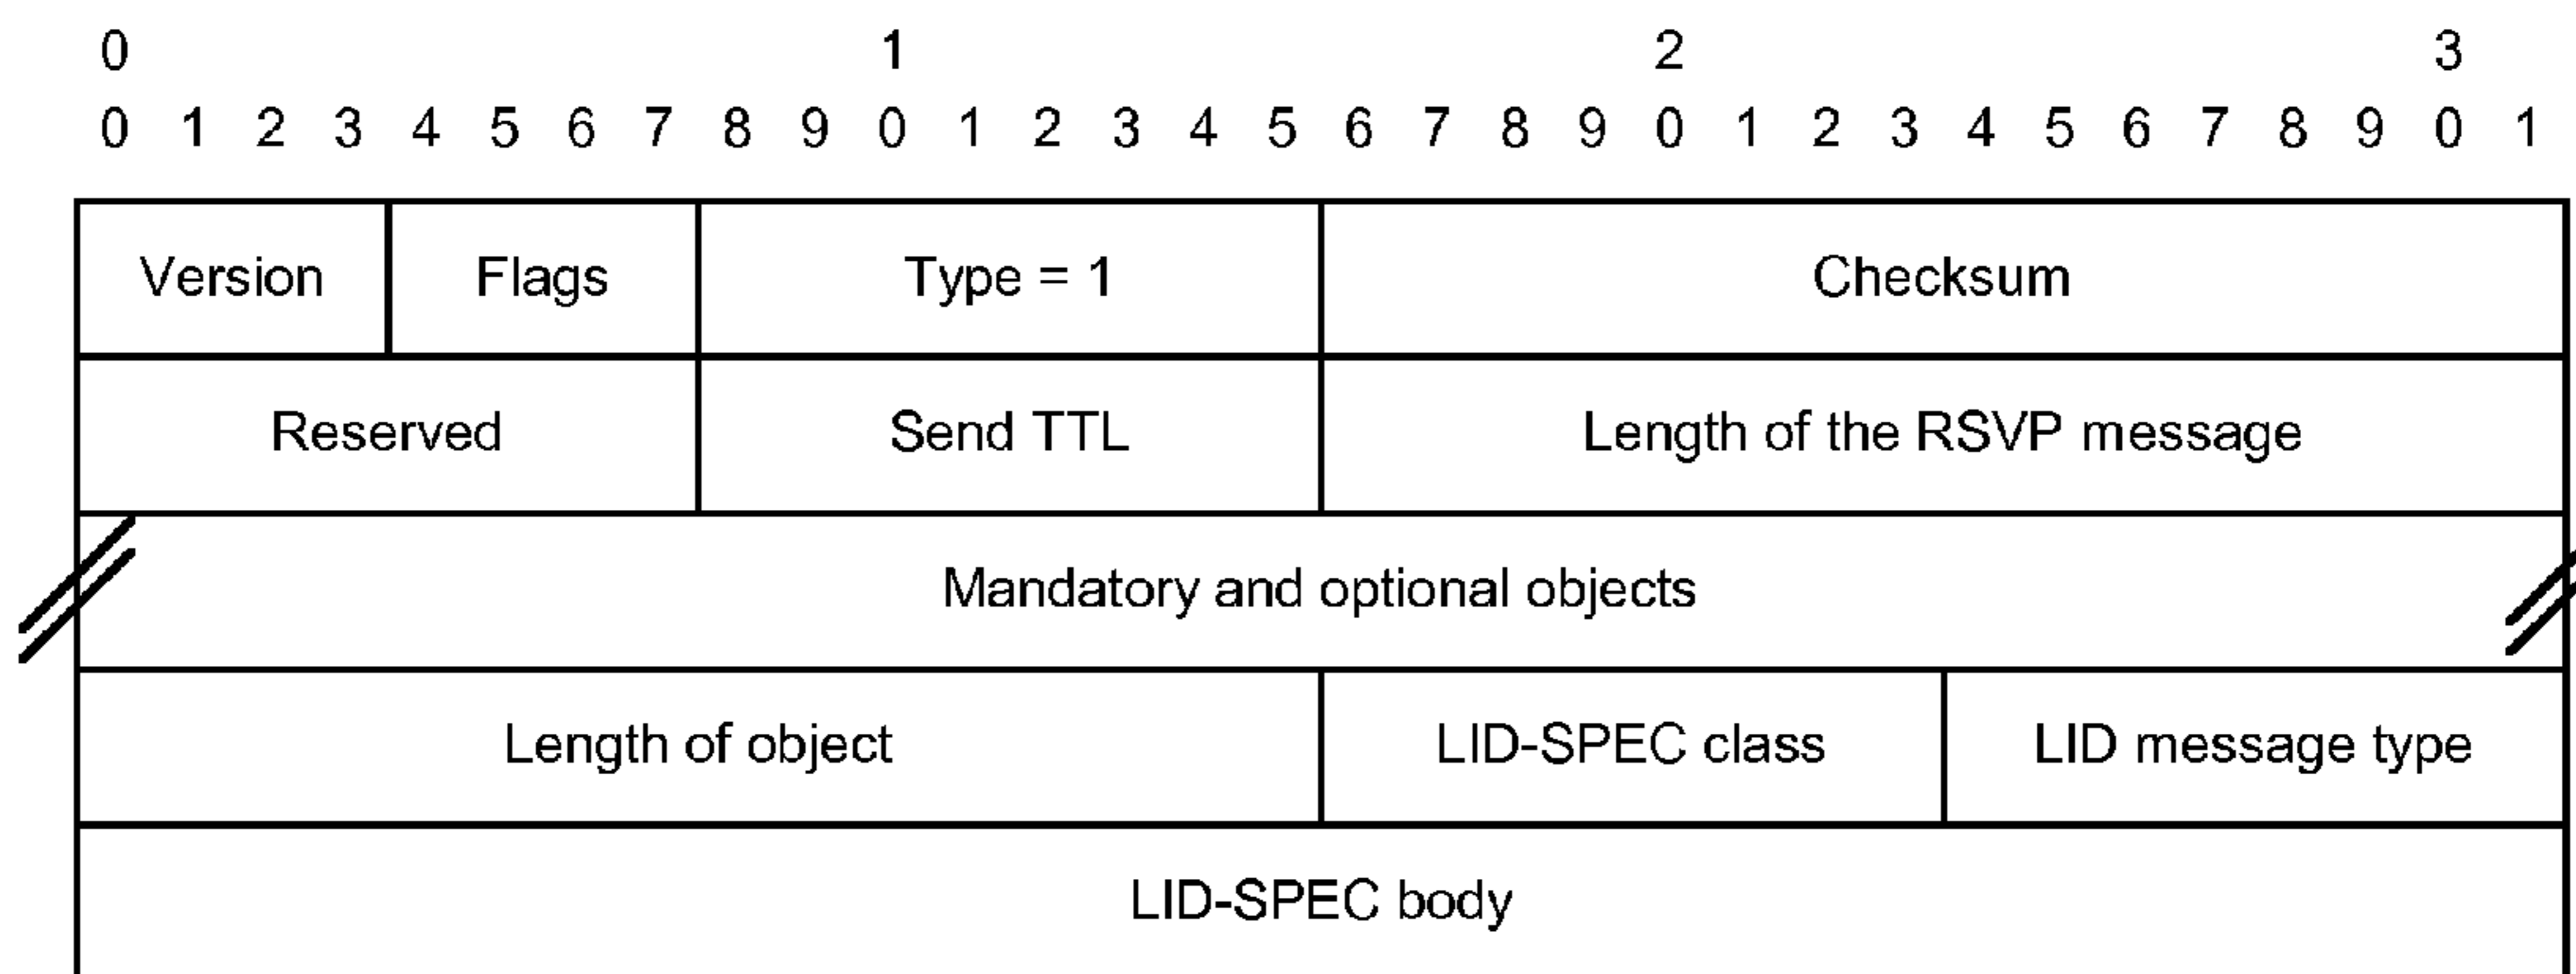 0 1 2 3
0 1 2 3 4 5 6 7 8 9 0 1 2 3 4 5 6 7 8 9 0 1 2 3 4 5 6 7 8 9 0 1
Version Flags Type = 1 Checksum
Reserved Send TTL Length of the RSVP message
Mandatory and optional objects
Length of object LID-SPEC class LID message type
LID-SPEC body